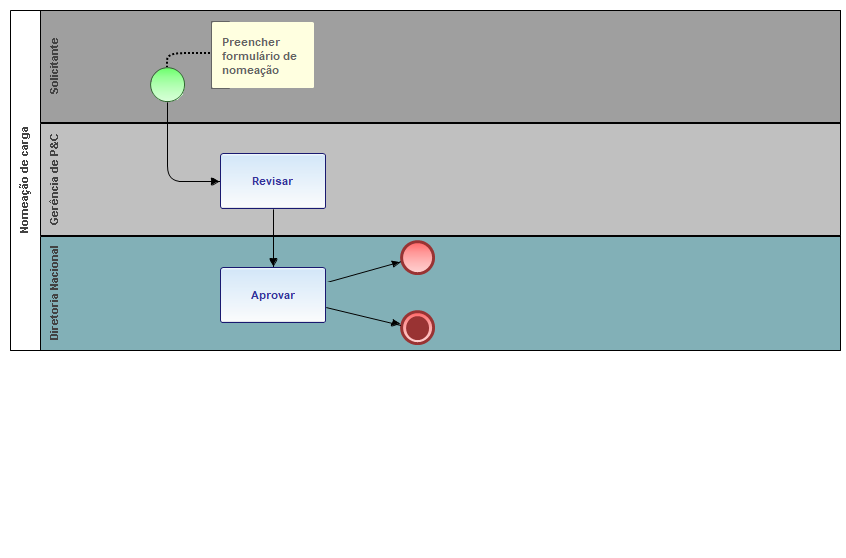 Nomeação de carga
Solicitante
Preencher
formulário de
nomeação
Gerência de P&C
Revisar
Diretoria Nacional
Aprovar